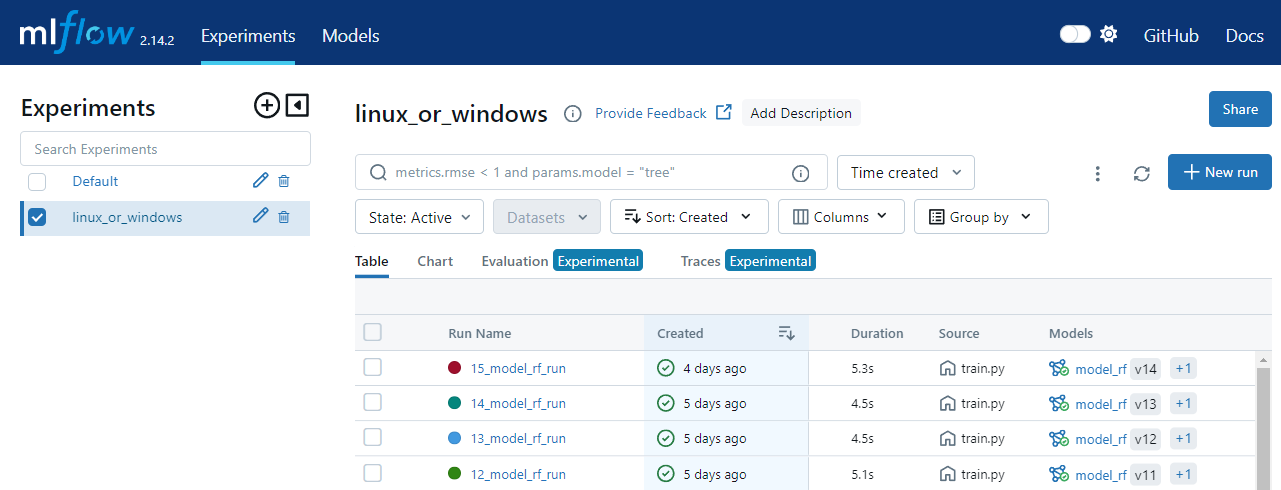 mlflow 2.14.2 Experiments Models GitHub Docs
Experiments
Search Experiments
Default
linux_or_windows
linux_or_windows Provide Feedback Add Description Share
metrics.rmse < 1 and params.model = "tree" Time created New run
State: Active Datasets Sort: Created Columns Group by
Table Chart Evaluation Experimental Traces Experimental
Run Name Created Duration Source Models
15_model_rf_run 4 days ago 5.3s train.py model_rf v14 +1
14_model_rf_run 5 days ago 4.5s train.py model_rf v13 +1
13_model_rf_run 5 days ago 4.5s train.py model_rf v12 +1
12_model_rf_run 5 days ago 5.1s train.py model_rf v11 +1